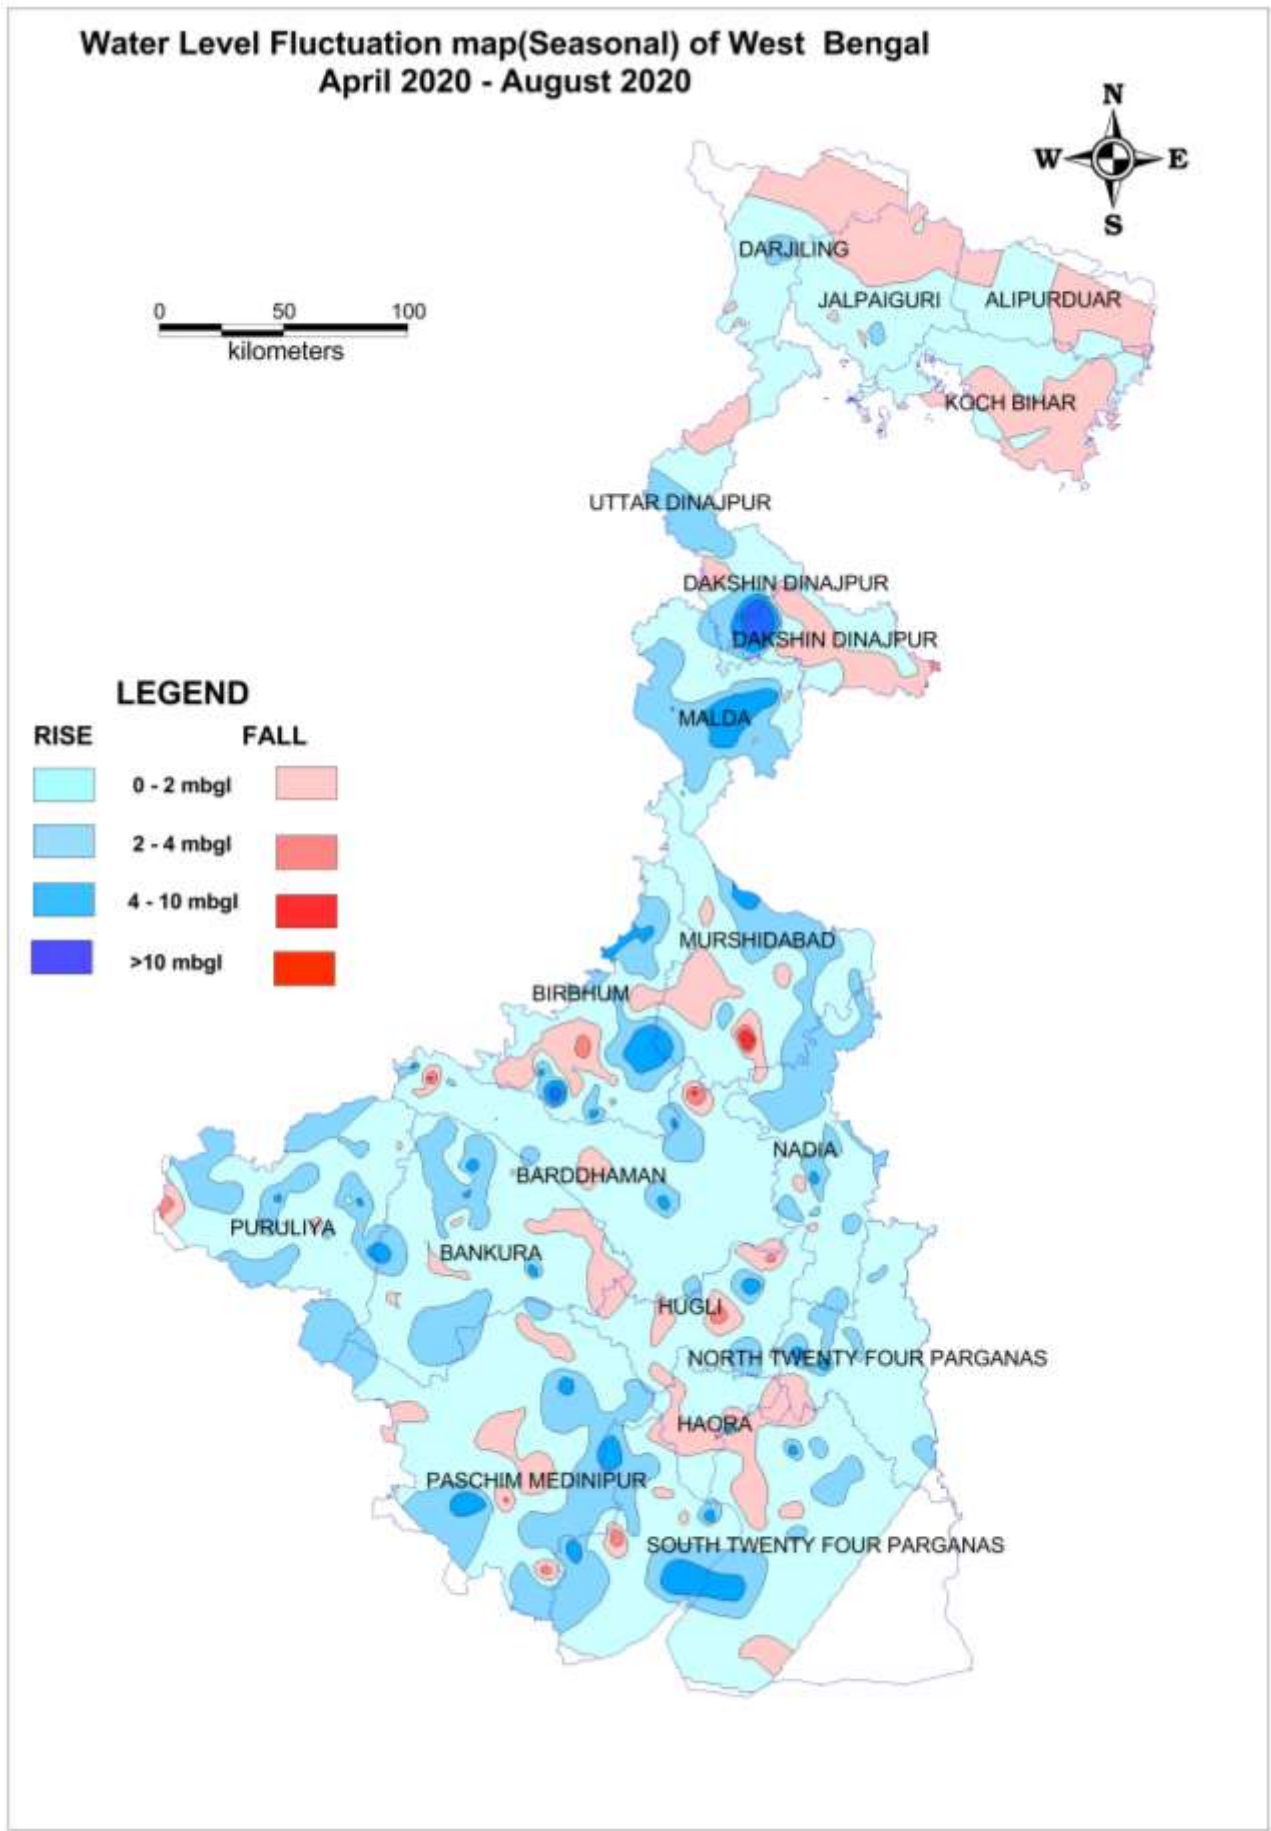 Water Level Fluctuation map(Seasonal) of West Bengal
April 2020 - August 2020
N
W E
S
DARJILING
0 50 100
kilometers
JALPAIGURI
ALIPURDUAR
KOCH BIHAR
UTTAR DINAJPUR
DAKSHIN DINAJPUR
DAKSHIN DINAJPUR
LEGEND
MALDA
RISE FALL
0 - 2 mbgl
2 - 4 mbgl
4 - 10 mbgl
>10 mbgl
MURSHIDABAD
BIRBHUM
NADIA
BARDDHAMAN
PURULIYA
BANKURA
HUGLI
NORTH TWENTY FOUR PARGANAS
HAORA
PASCHIM MEDINIPUR
SOUTH TWENTY FOUR PARGANAS